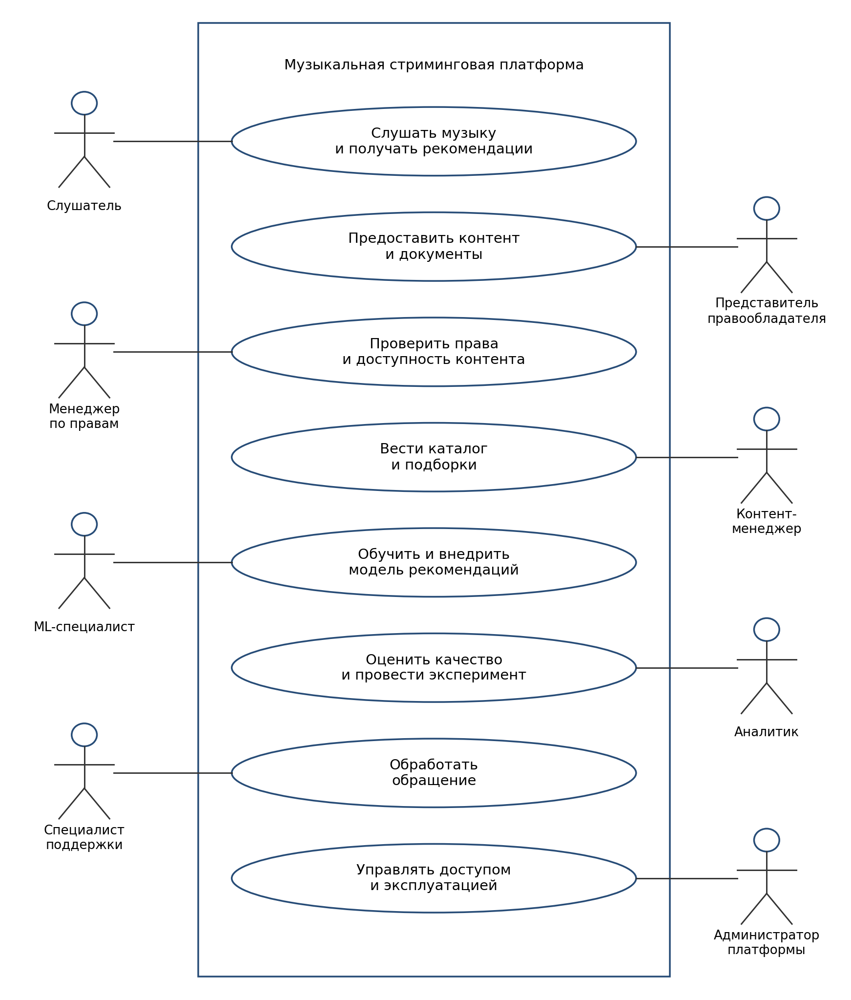 Музыкальная стриминговая платформа
Слушать музыку
и получать рекомендации
Слушатель
Предоставить контент
и документы
Представитель
правообладателя
Проверить права
и доступность контента
Менеджер
по правам
Вести каталог
и подборки
Контент-
менеджер
Обучить и внедрить
модель рекомендаций
ML-специалист
Оценить качество
и провести эксперимент
Аналитик
Обработать
обращение
Специалист
поддержки
Управлять доступом
и эксплуатацией
Администратор
платформы